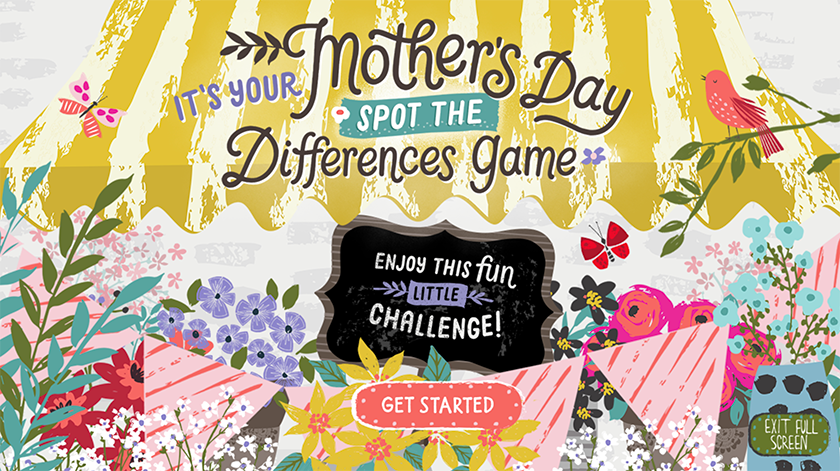 IT'S YOUR Mother's Day
SPOT THE
Differences Game
ENJOY THIS fun
LITTLE
CHALLENGE!
GET STARTED
EXIT FULL
SCREEN